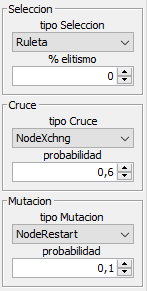 Seleccion
tipo Seleccion
Ruleta
% elitismo
0
Cruce
tipo Cruce
NodeXchng
probabilidad
0,6
Mutacion
tipo Mutacion
NodeRestart
probabilidad
0,1